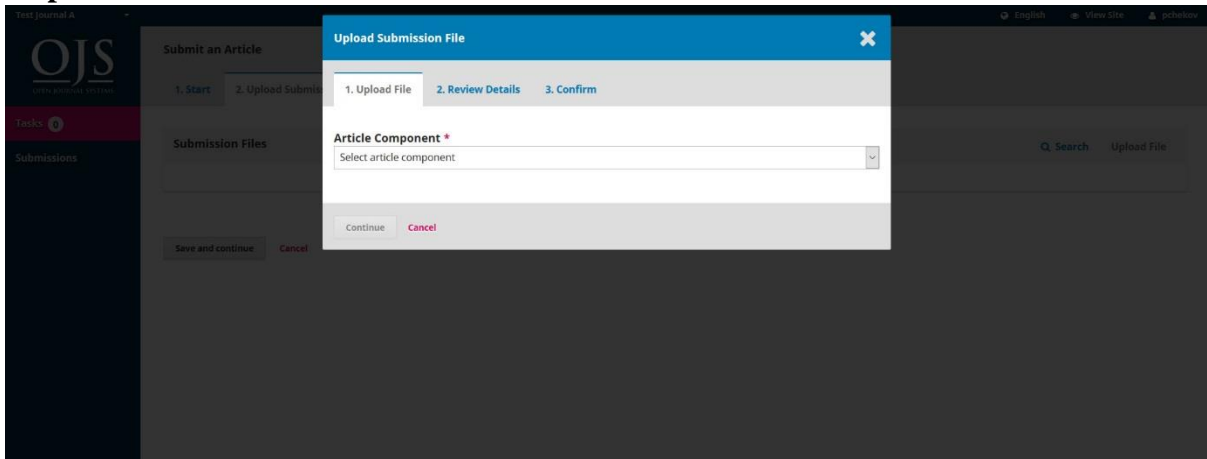 Test Journal A
English
View Site
pchekov
OJS
OPEN JOURNAL SYSTEMS
Tasks 0
Submissions
Submit an Article
1. Start
2. Upload Submis
Submission Files
Search
Upload File
Save and continue
Cancel
Upload Submission File
1. Upload File
2. Review Details
3. Confirm
Article Component *
Select article component
Continue
Cancel